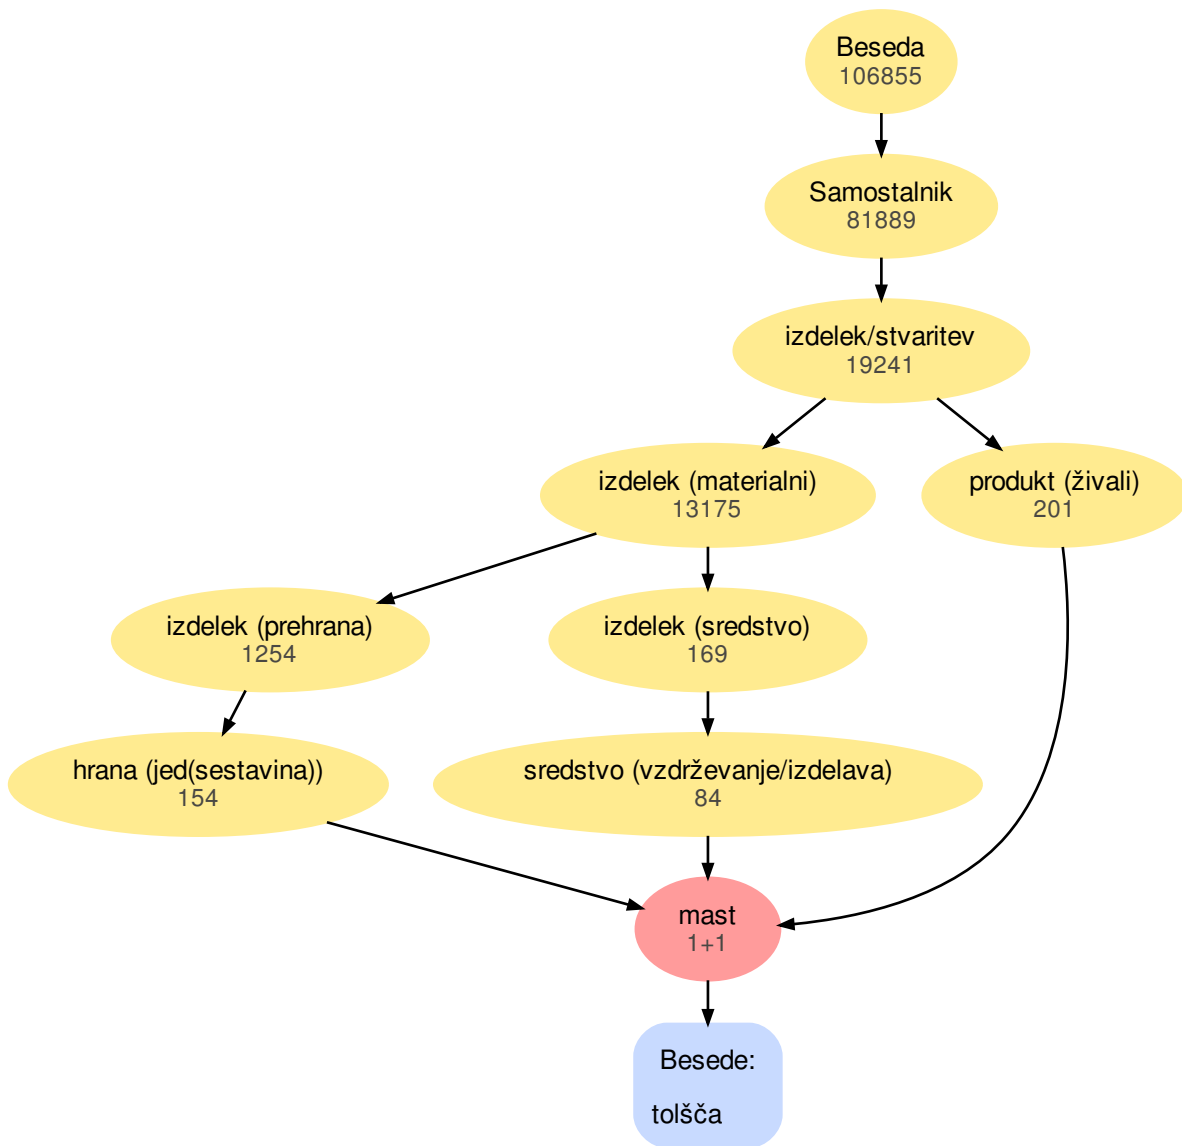 Beseda
106855
Samostalnik
81889
izdelek/stvaritev
19241
izdelek (materialni)
13175
produkt (živali)
201
izdelek (prehrana)
1254
izdelek (sredstvo)
169
hrana (jed(sestavina))
154
sredstvo (vzdrževanje/izdelava)
84
mast
1+1
Besede:
tolšča